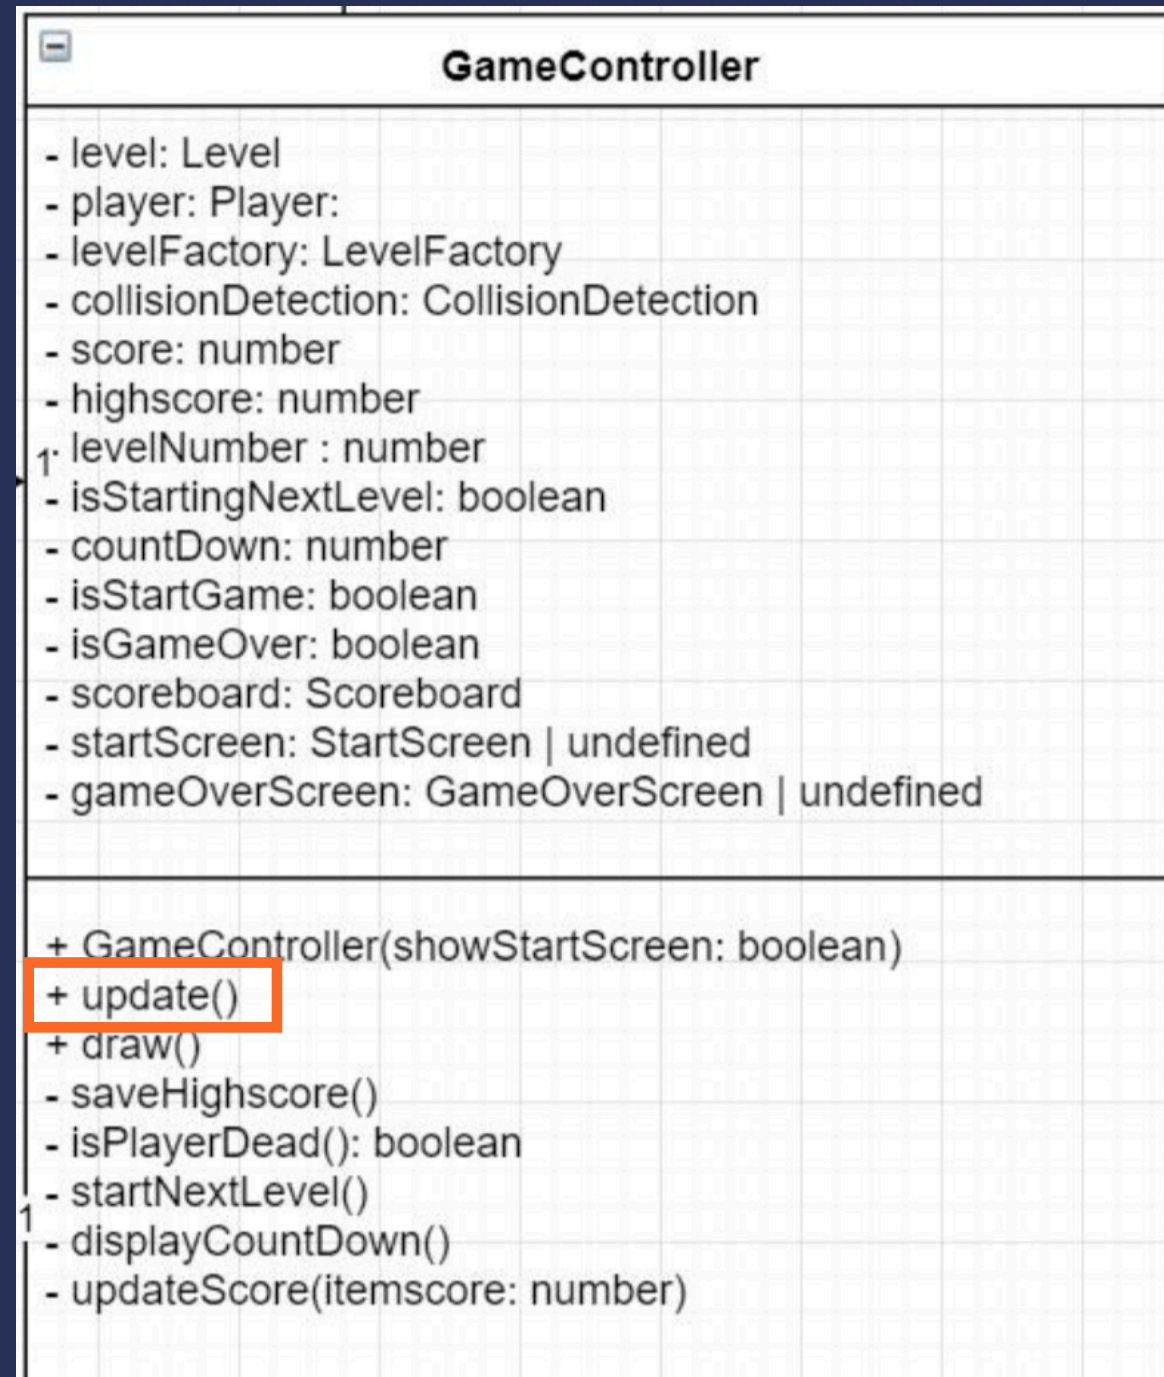 GameController
- level: Level
- player: Player:
- levelFactory: LevelFactory
- collisionDetection: CollisionDetection
- score: number
- highscore: number
- levelNumber : number
1
- isStartingNextLevel: boolean
- countDown: number
- isStartGame: boolean
- isGameOver: boolean
- scoreboard: Scoreboard
- startScreen: StartScreen | undefined
- gameOverScreen: GameOverScreen | undefined
+ GameController(showStartScreen: boolean)
+ update()
+ draw()
- saveHighscore()
- isPlayerDead(): boolean
- startNextLevel()
1
- displayCountDown()
- updateScore(itemscore: number)